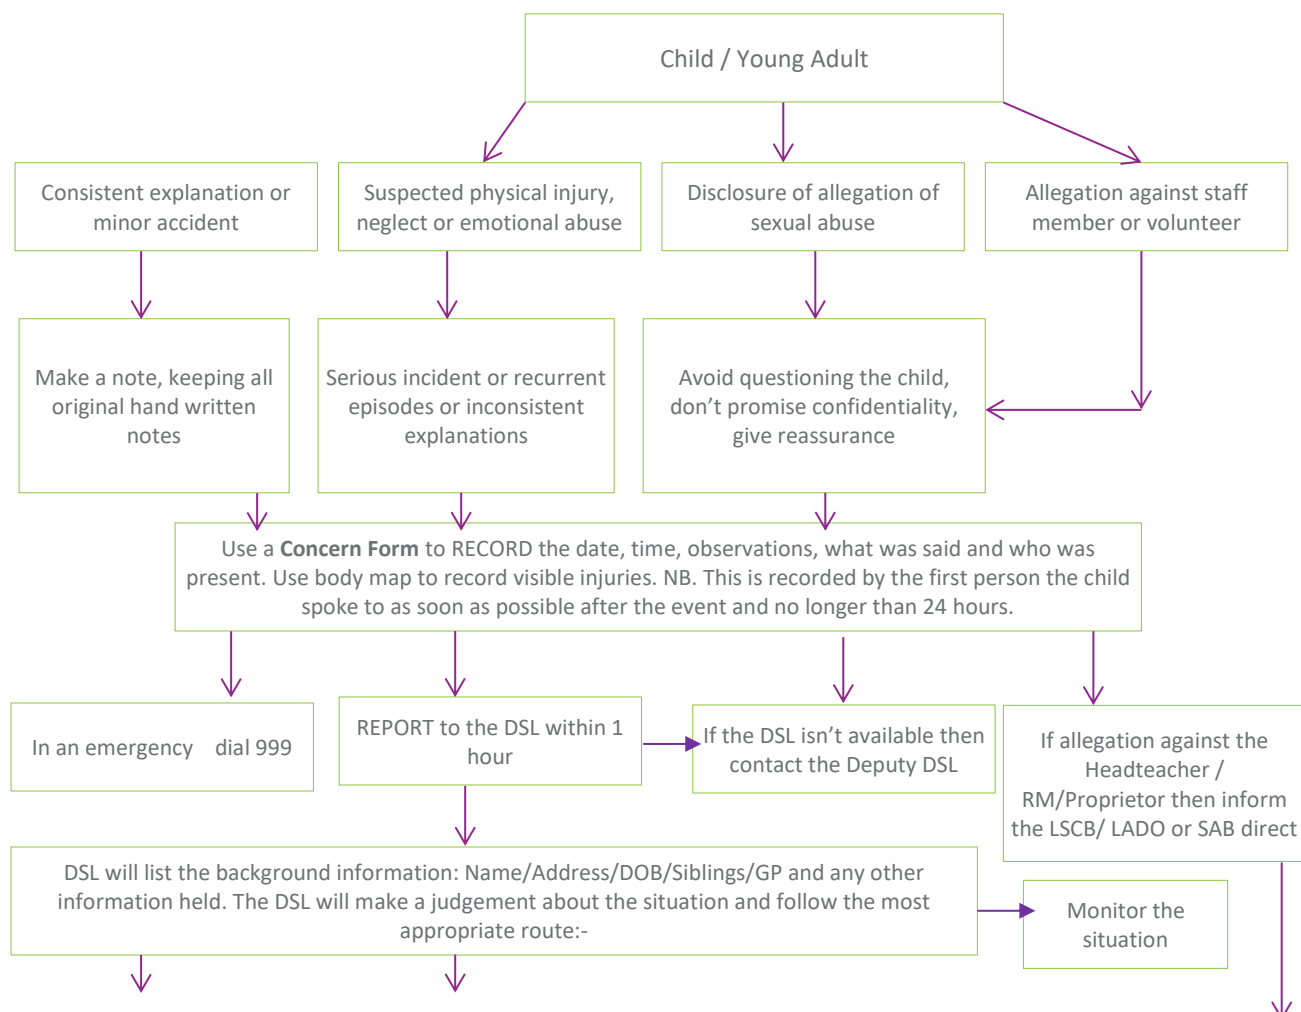 Child / Young Adult
Consistent explanation or
minor accident
Suspected physical injury,
neglect or emotional abuse
Disclosure of allegation of
sexual abuse
Allegation against staff
member or volunteer
Make a note, keeping all
original hand written
notes
Serious incident or recurrent
episodes or inconsistent
explanations
Avoid questioning the child,
don’t promise confidentiality,
give reassurance
Use a Concern Form to RECORD the date, time, observations, what was said and who was
present. Use body map to record visible injuries. NB. This is recorded by the first person the child
spoke to as soon as possible after the event and no longer than 24 hours.
In an emergency dial 999
REPORT to the DSL within 1
hour
If the DSL isn’t available then
contact the Deputy DSL
If allegation against the
Headteacher /
RM/Proprietor then inform
the LSCB/ LADO or SAB direct
DSL will list the background information: Name/Address/DOB/Siblings/GP and any other
information held. The DSL will make a judgement about the situation and follow the most
appropriate route:-
Monitor the
situation